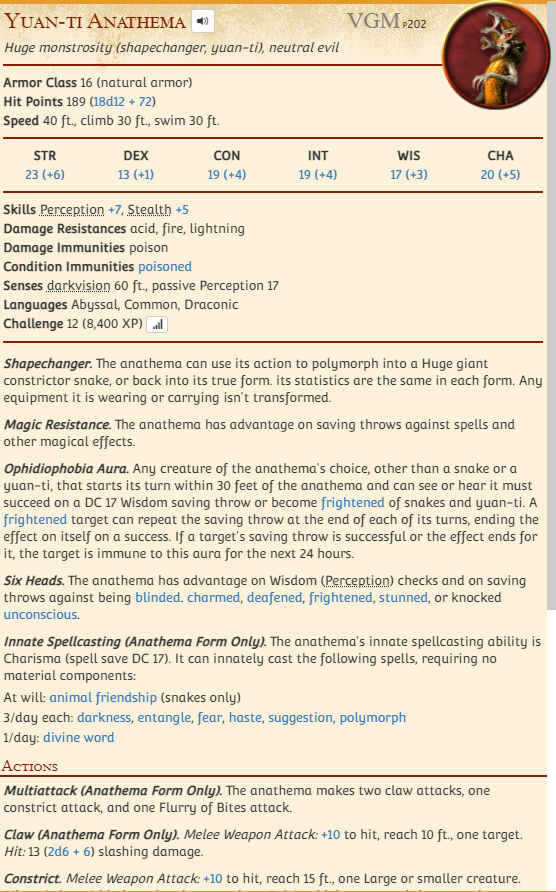 Yuan-ti Anathema VGM P202
Huge monstrosity (shapechanger, yuan-ti), neutral evil
Armor Class 16 (natural armor)
Hit Points 189 (18d12 + 72)
Speed 40 ft., climb 30 ft., swim 30 ft.
STR DEX CON INT WIS CHA
23 (+6) 13 (+1) 19 (+4) 19 (+4) 17 (+3) 20 (+5)
Skills Perception +7, Stealth +5
Damage Resistances acid, fire, lightning
Damage Immunities poison
Condition Immunities poisoned
Senses darkvision 60 ft., passive Perception 17
Languages Abyssal, Common, Draconic
Challenge 12 (8,400 XP)
Shapechanger. The anathema can use its action to polymorph into a Huge giant
constrictor snake, or back into its true form. its statistics are the same in each form. Any
equipment it is wearing or carrying isn't transformed.
Magic Resistance. The anathema has advantage on saving throws against spells and
other magical effects.
Ophidiophobia Aura. Any creature of the anathema's choice, other than a snake or a
yuan-ti, that starts its turn within 30 feet of the anathema and can see or hear it must
succeed on a DC 17 Wisdom saving throw or become frightened of snakes and yuan-ti. A
frightened target can repeat the saving throw at the end of each of its turns, ending the
effect on itself on a success. If a target's saving throw is successful or the effect ends for
it, the target is immune to this aura for the next 24 hours.
Six Heads. The anathema has advantage on Wisdom (Perception) checks and on saving
throws against being blinded. charmed, deafened, frightened, stunned, or knocked
unconscious.
Innate Spellcasting (Anathema Form Only). The anathema's innate spellcasting ability is
Charisma (spell save DC 17). It can innately cast the following spells, requiring no
material components:
At will: animal friendship (snakes only)
3/day each: darkness, entangle, fear, haste, suggestion, polymorph
1/day: divine word
Actions
Multiattack (Anathema Form Only). The anathema makes two claw attacks, one
constrict attack, and one Flurry of Bites attack.
Claw (Anathema Form Only). Melee Weapon Attack: +10 to hit, reach 10 ft., one target.
Hit: 13 (2d6 + 6) slashing damage.
Constrict. Melee Weapon Attack: +10 to hit, reach 15 ft., one Large or smaller creature.